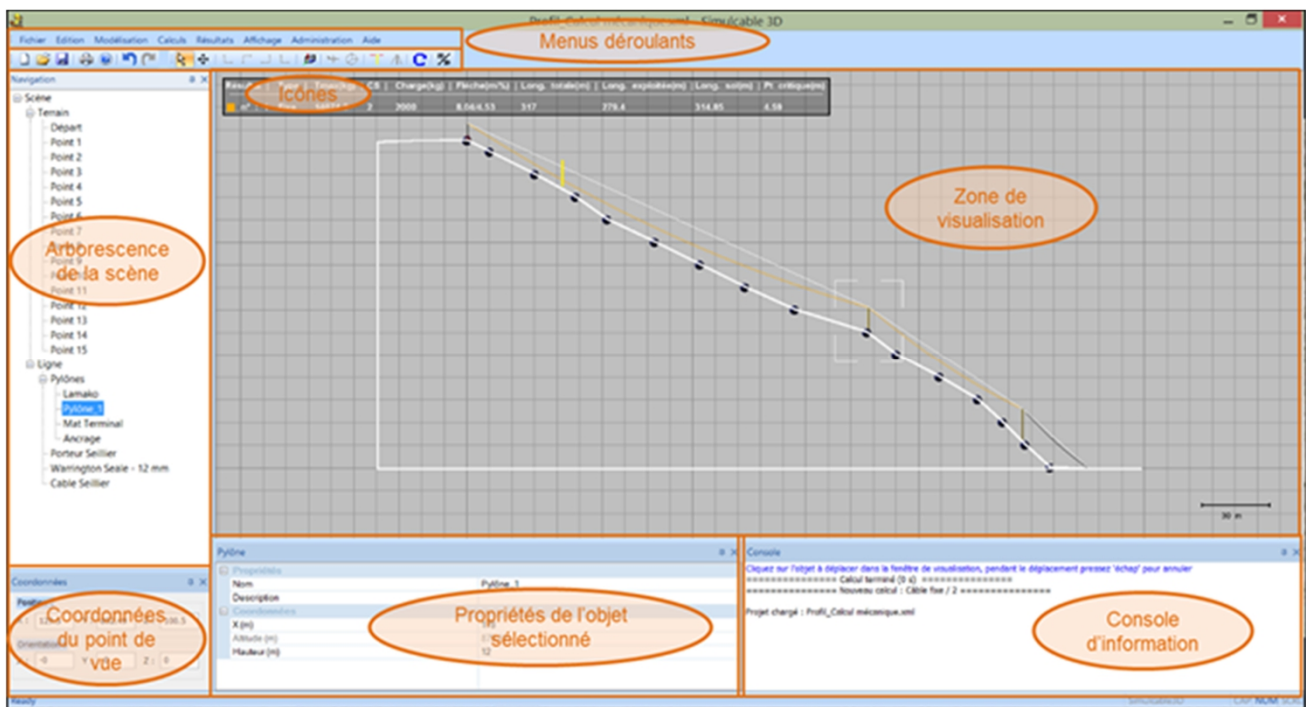 Profil_Calcul mécanique.xml - Simulcable 3D
Fichier Edition Modélisation Calculs Résultats Affichage Administration Aide
Menus déroulants
Navigation
Scène
Terrain
Départ
Point 1
Point 2
Point 3
Point 4
Point 5
Point 6
Point 7
Point 9
Point 11
Point 12
Point 13
Point 14
Point 15
Ligne
Pylônes
Lamako
Pylône_1
Mat Terminal
Ancrage
Porteur Seillier
Warrington Seale - 12 mm
Cable Seillier
Arborescence
de la scène
Icônes
CS | Charge(kg) | Flèche(m/%) | Long. totale(m) | Long. exploitée(m) | Long. sol(m) | Pt critique(m)
n° 2 2000 8.06/4.53 317 278.4 314.85 4.59
Zone de
visualisation
30 m
Coordonnées
Coordonnées
du point de
vue
Z : 0
Pylône
Propriétés
Nom Pylône_1
Description
Coordonnées
X (m)
Altitude (m)
Hauteur (m) 12
Propriétés de l'objet
sélectionné
Console
Cliquez sur l'objet à déplacer dans la fenêtre de visualisation, pendant le déplacement pressez 'échap' pour annuler
=============== Calcul terminé (0 s) ===============
=============== Nouveau calcul : Câble fixe / 2 ===============
Projet chargé : Profil_Calcul mécanique.xml
Console
d'information
Ready
Simulcable3D CAP NUM SCRL